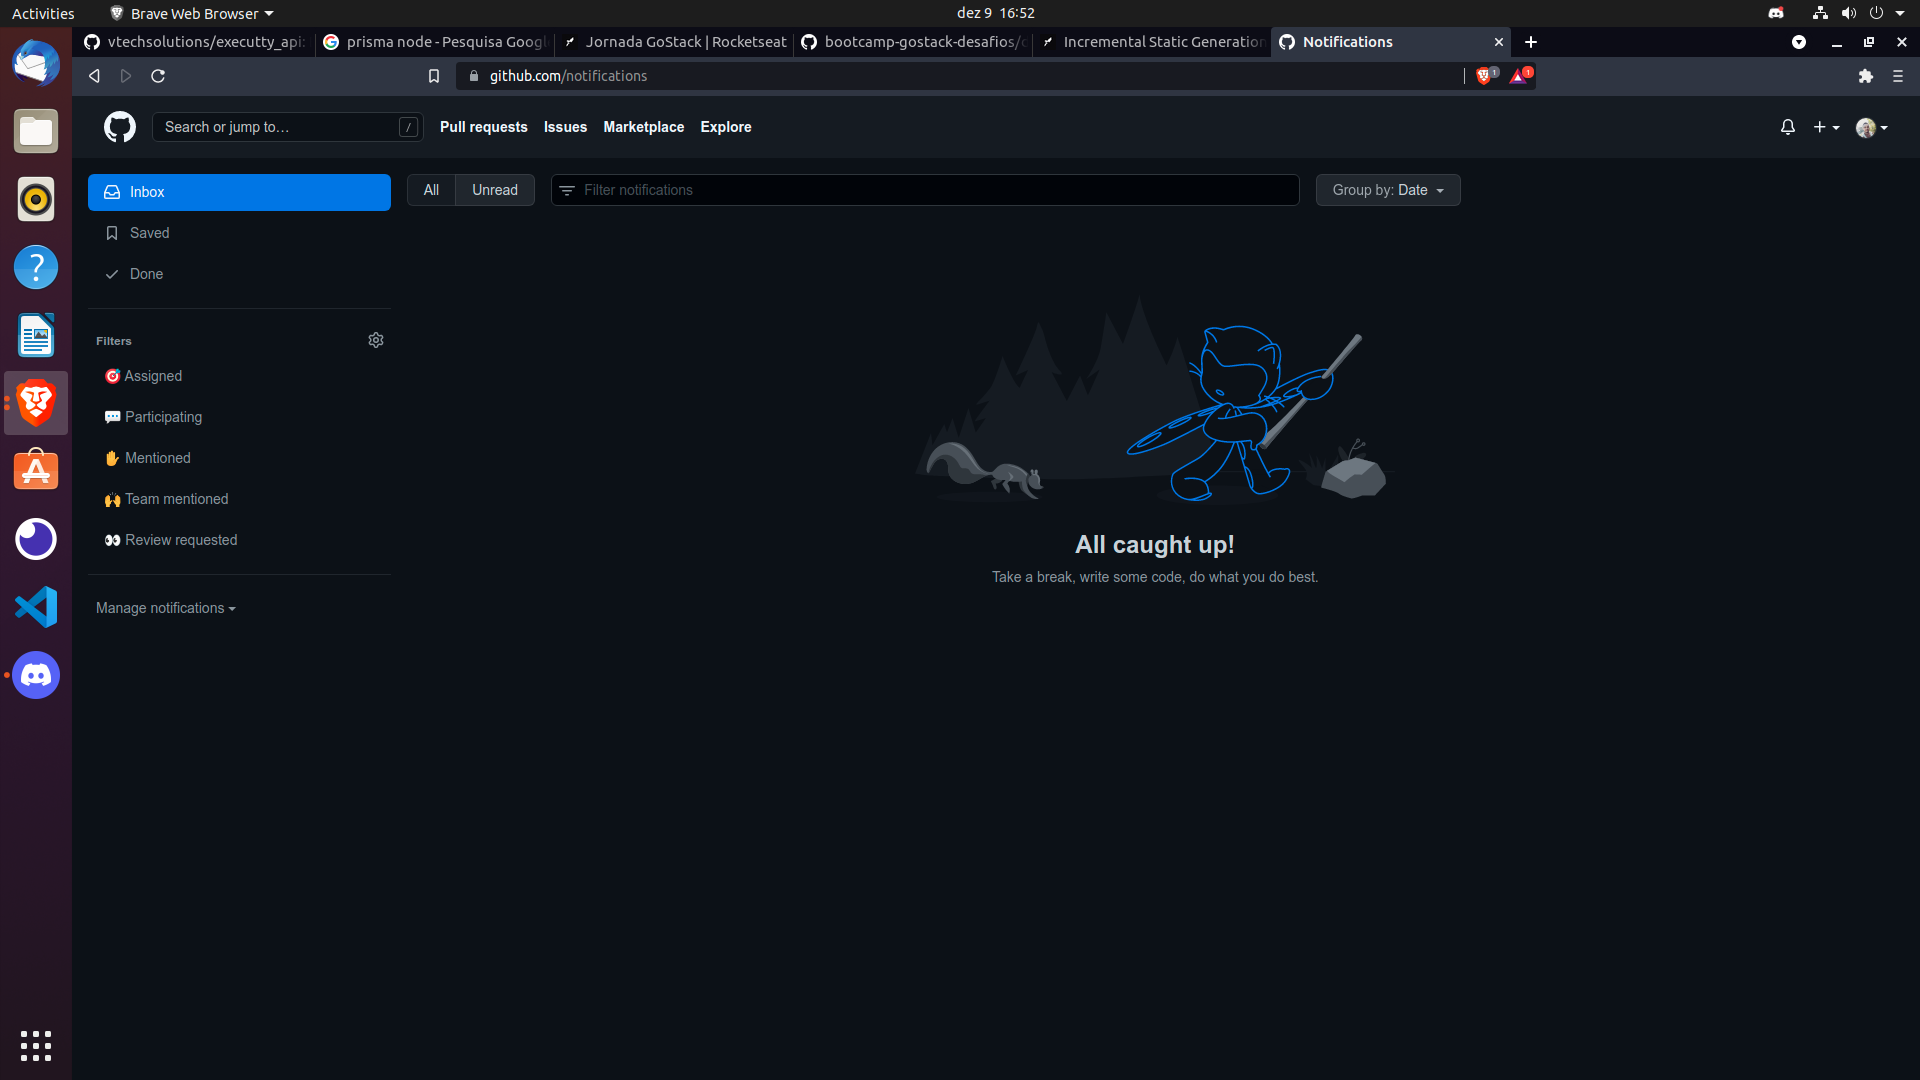 Activities
Brave Web Browser
dez 9 16:52
vtechsolutions/executty_api:
prisma node - Pesquisa Googl
Jornada GoStack | Rocketseat
bootcamp-gostack-desafios/
Incremental Static Generation
Notifications
github.com/notifications
1
1
Search or jump to…
/
Pull requests
Issues
Marketplace
Explore
Inbox
All
Unread
Filter notifications
Group by: Date
Saved
Done
Filters
Assigned
Participating
Mentioned
Team mentioned
Review requested
Manage notifications
All caught up!
Take a break, write some code, do what you do best.